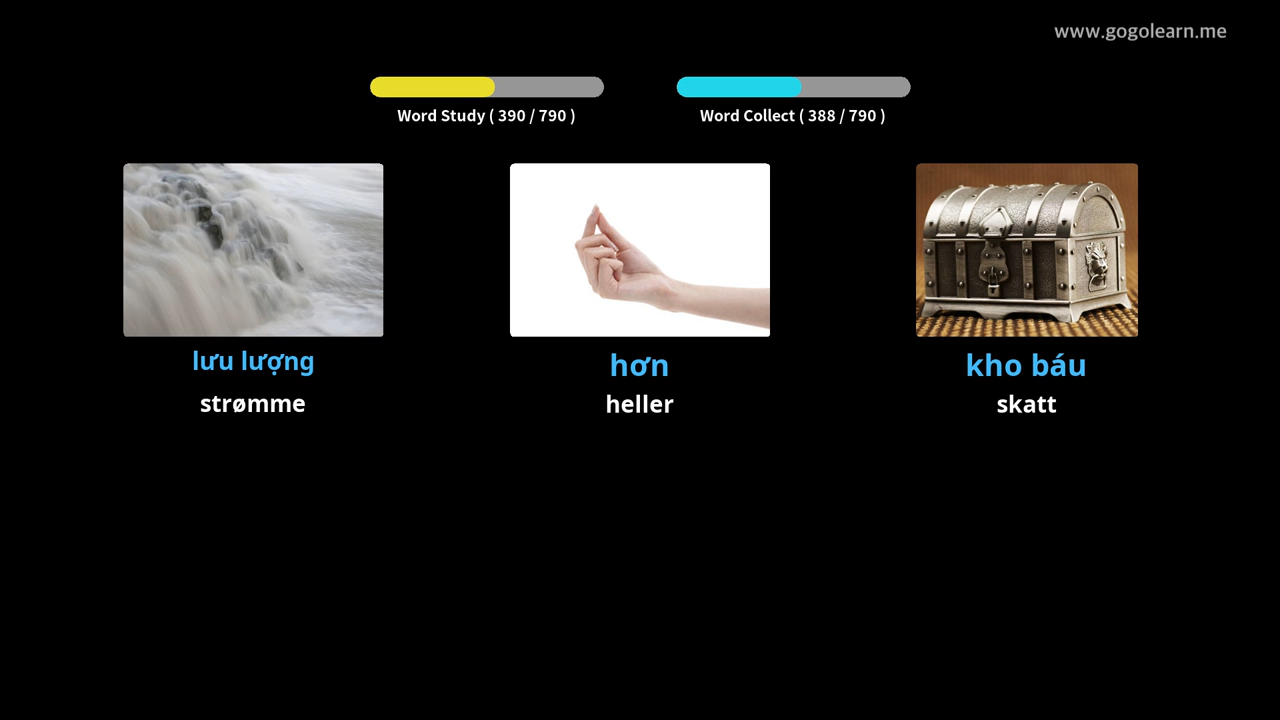 www.gogolearn.me
Word Study ( 390 / 790 )
Word Collect ( 388 / 790 )
lưu lượng
hơn
kho báu
strømme
heller
skatt